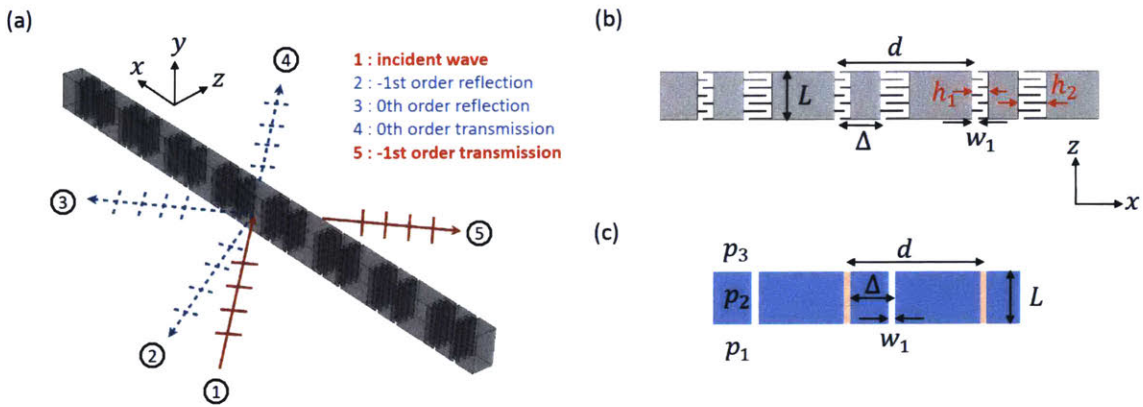 (a)
y
x
z
4
1 : incident wave
2 : -1st order reflection
3 : 0th order reflection
4 : 0th order transmission
5 : -1st order transmission
3
5
2
1
(b)
d
L
h₁
h₂
Δ
w₁
z
x
(c)
p₃
d
p₂
Δ
L
w₁
p₁